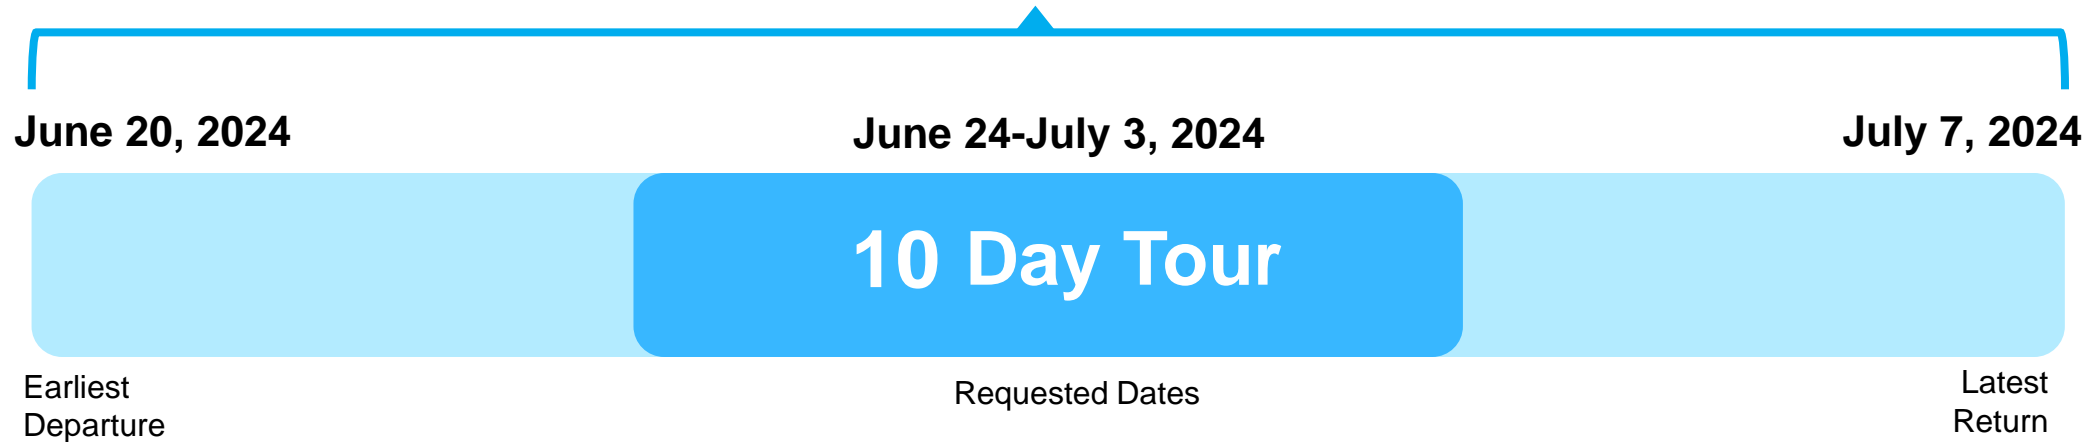 June 20, 2024
June 24-July 3, 2024
July 7, 2024
10 Day Tour
Earliest
Departure
Requested Dates
Latest
Return